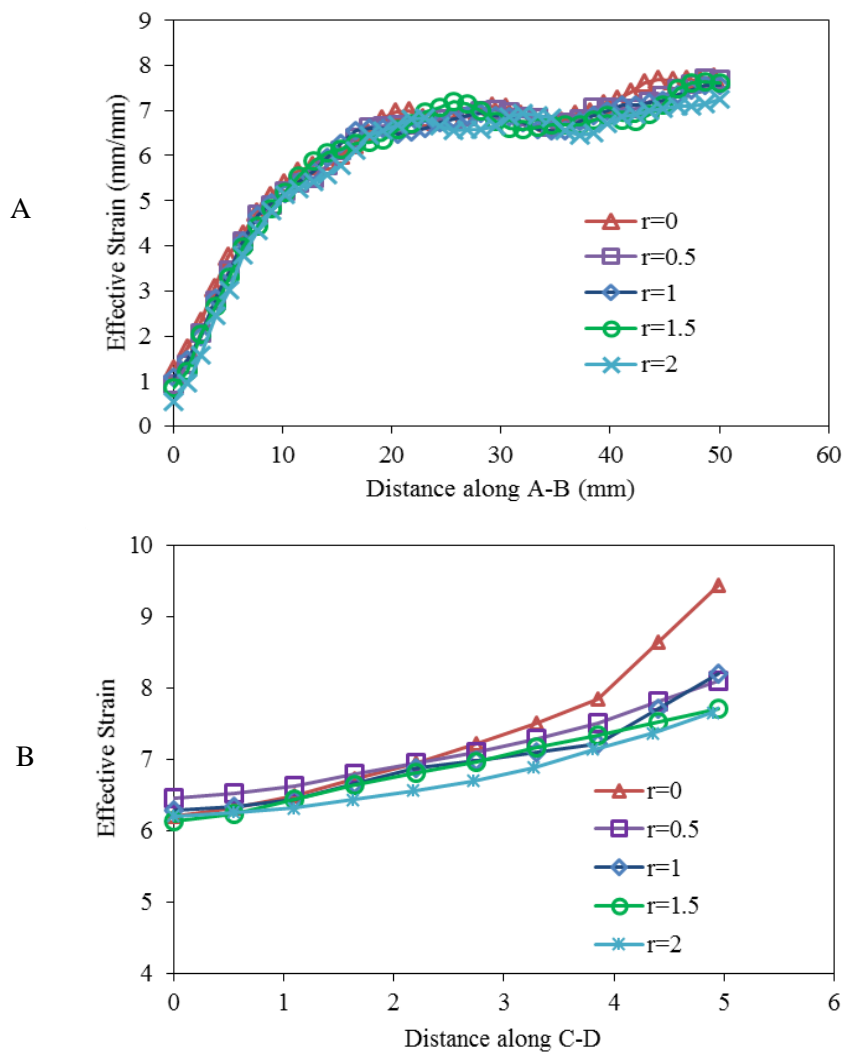 A
Effective Strain (mm/mm)
9
8
7
6
5
4
3
2
1
0
r=0
r=0.5
r=1
r=1.5
r=2
0 10 20 30 40 50 60
Distance along A-B (mm)
B
Effective Strain
10
9
8
7
6
5
4
r=0
r=0.5
r=1
r=1.5
r=2
0 1 2 3 4 5 6
Distance along C-D